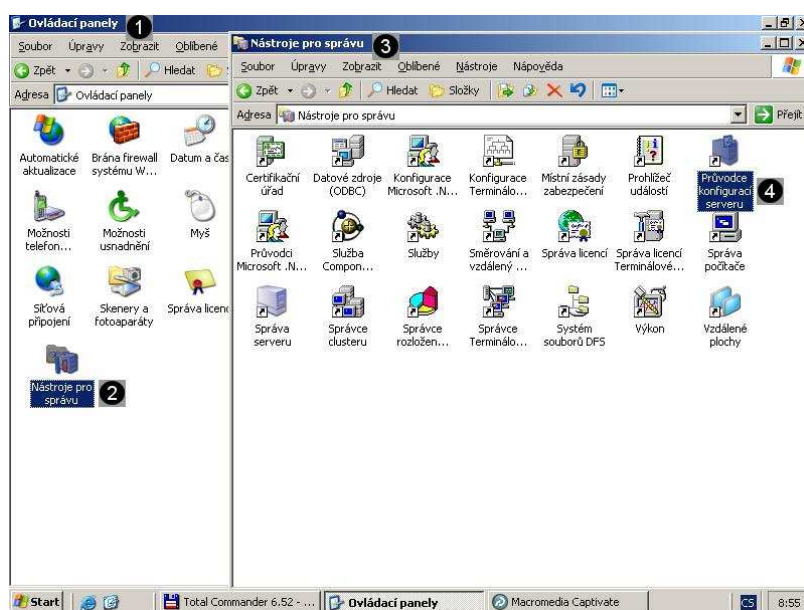 Ovládací panely 1
Soubor Úpravy Zobrazit Oblíbené
Zpět Hledat
Adresa Ovládací panely
Automatické aktualizace
Brána firewall systému W...
Datum a čas
Možnosti telefon...
Možnosti usnadnění
Myš
Síťová připojení
Skenery a fotoaparáty
Správa licenc
Nástroje pro správu 2
Nástroje pro správu 3
Soubor Úpravy Zobrazit Oblíbené Nástroje Nápověda
Zpět Hledat Složky
Adresa Nástroje pro správu Přejít
Certifikační úřad
Datové zdroje (ODBC)
Konfigurace Microsoft .N...
Konfigurace Terminálo...
Místní zásady zabezpečení
Prohlížeč událostí
Průvodce konfigurací serveru 4
Průvodci Microsoft .N...
Služba Compon...
Služby
Směrování a vzdálený ...
Správa licencí
Správa licencí Terminálové...
Správa počítače
Správa serveru
Správce clusteru
Správce rozložen...
Správce Terminálo...
Systém souborů DFS
Výkon
Vzdálené plochy
Start Total Commander 6.52 - ... Ovládací panely Macromedia Captivate CS 8:55